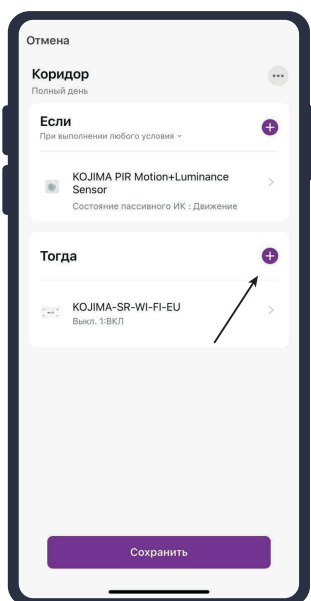 Отмена
Коридор
Полный день
Если
При выполнении любого условия
KOJIMA PIR Motion+Luminance
Sensor
Состояние пассивного ИК : Движение
Тогда
KOJIMA-SR-WI-FI-EU
Выкл. 1:ВКЛ
Сохранить